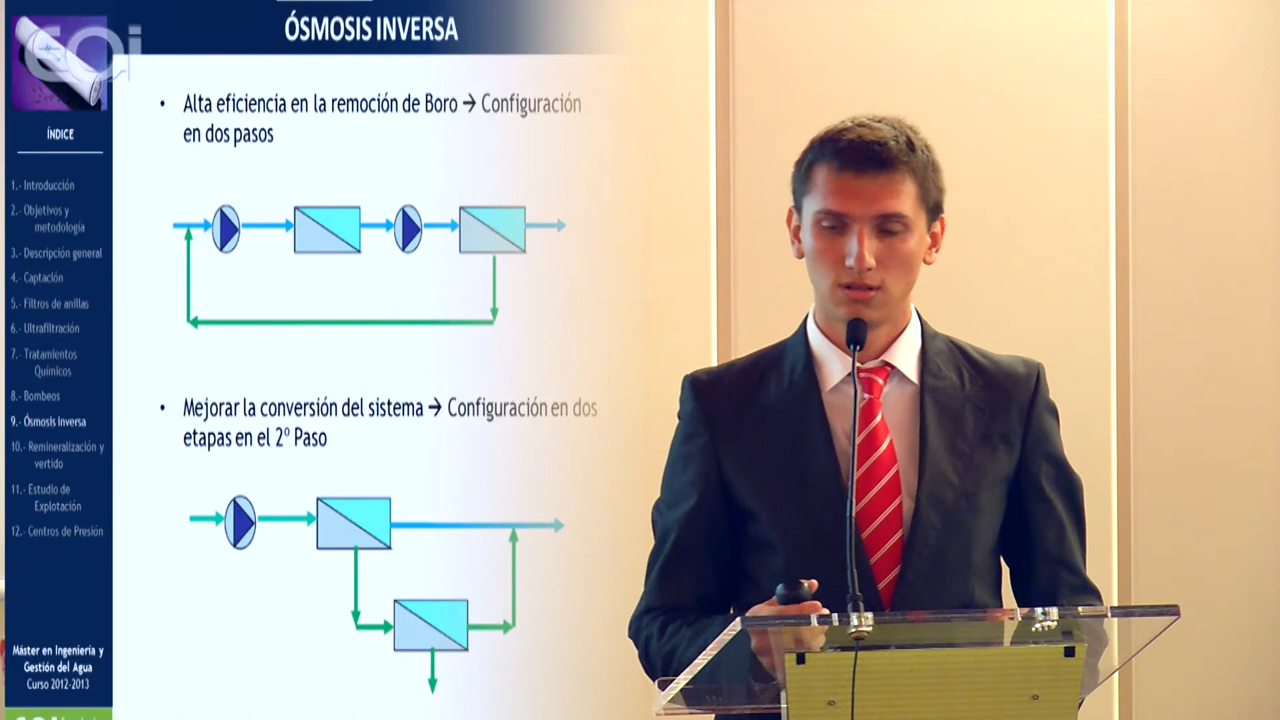 eoi
ÓSMOSIS INVERSA
ÍNDICE
1.- Introducción
2.- Objetivos y
metodología
3.- Descripción general
4.- Captación
5.- Filtros de anillas
6.- Ultrafiltración
7.- Tratamientos
Químicos
8.- Bombeos
9.- Ósmosis Inversa
10.- Remineralización y
vertido
11.- Estudio de
Explotación
12.- Centros de Presión
Máster en Ingeniería y
Gestión del Agua
Curso 2012-2013
• Alta eficiencia en la remoción de Boro → Configuración
en dos pasos
• Mejorar la conversión del sistema → Configuración en dos
etapas en el 2º Paso